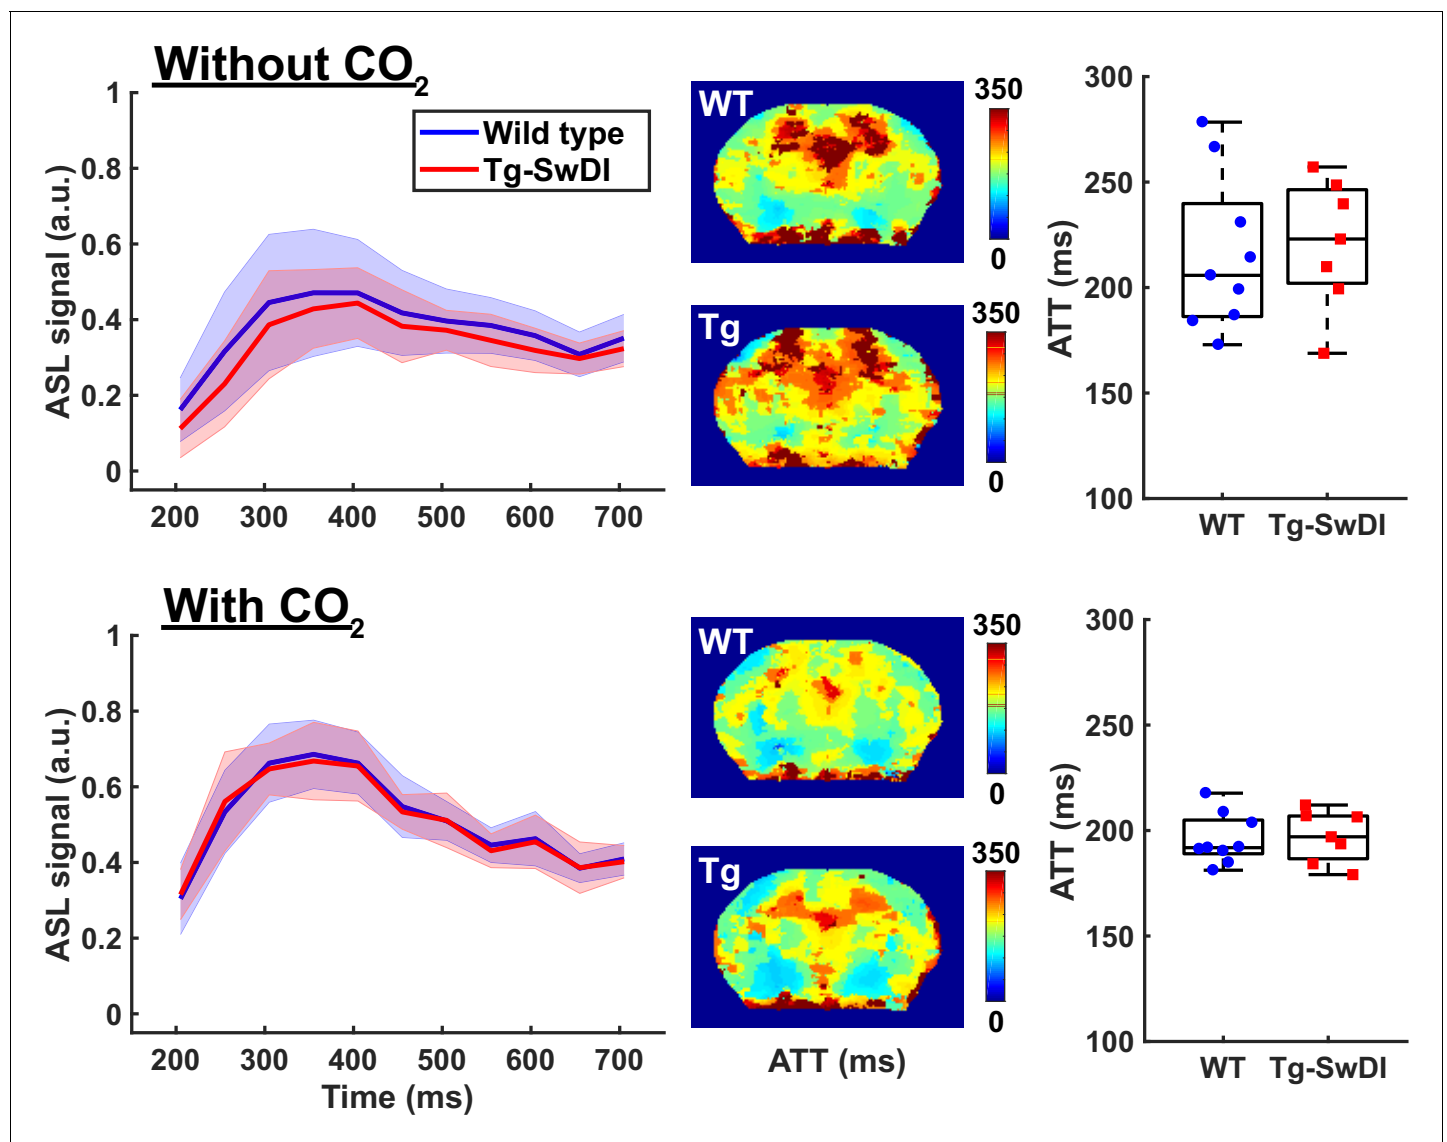 Without CO2
1
0.8
0.6
0.4
0.2
0
ASL signal (a.u.)
Wild type
Tg-SwDI
200 300 400 500 600 700
WT
350
0
Tg
350
0
300
250
200
150
100
ATT (ms)
WT Tg-SwDI
With CO2
1
0.8
0.6
0.4
0.2
0
ASL signal (a.u.)
200 300 400 500 600 700
Time (ms)
WT
350
0
Tg
350
0
ATT (ms)
300
250
200
150
100
ATT (ms)
WT Tg-SwDI